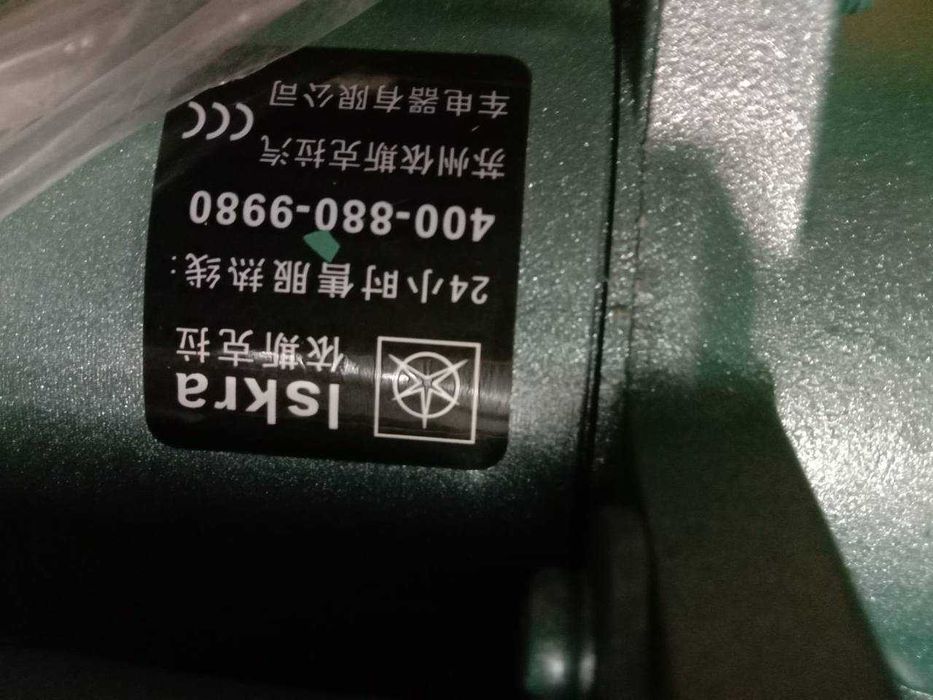 Iskra
依斯克拉
24小时售服热线:
400-880-9980
苏州依斯克拉汽
车电器有限公司
CCC